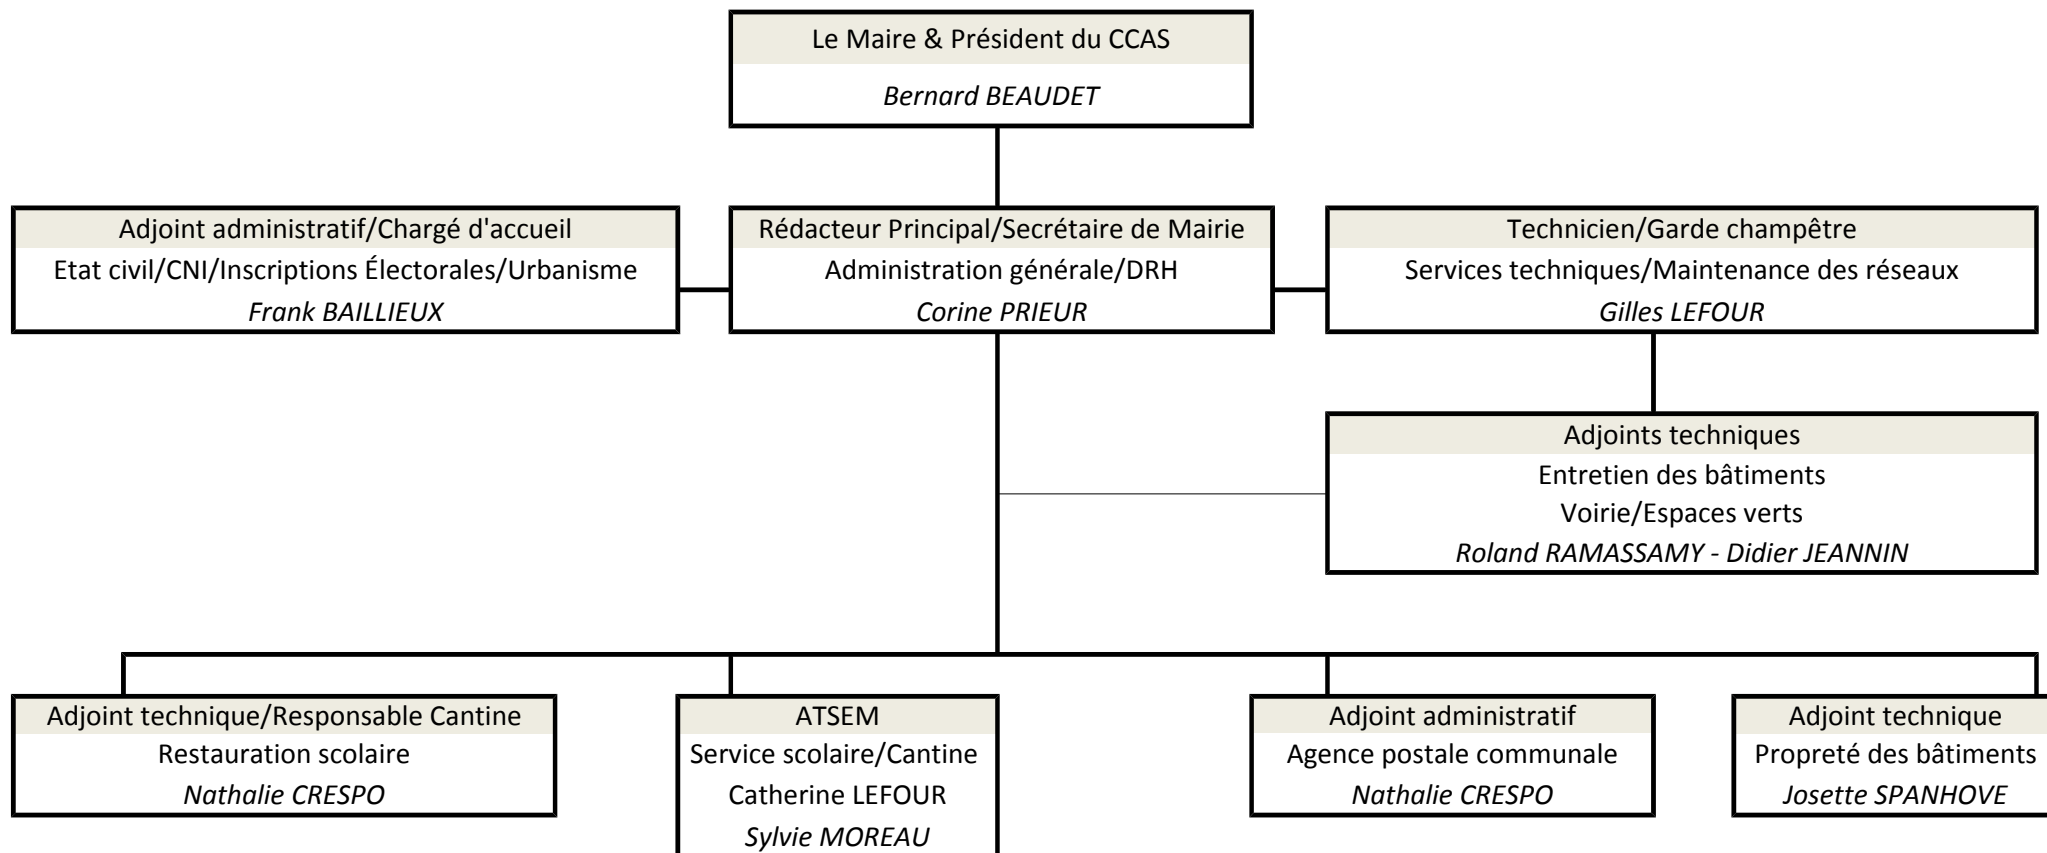 Le Maire & Président du CCAS
Bernard BEAUDET
Adjoint administratif/Chargé d'accueil
Etat civil/CNI/Inscriptions Électorales/Urbanisme
Frank BAILLIEUX
Rédacteur Principal/Secrétaire de Mairie
Administration générale/DRH
Corine PRIEUR
Technicien/Garde champêtre
Services techniques/Maintenance des réseaux
Gilles LEFOUR
Adjoints techniques
Entretien des bâtiments
Voirie/Espaces verts
Roland RAMASSAMY - Didier JEANNIN
Adjoint technique/Responsable Cantine
Restauration scolaire
Nathalie CRESPO
ATSEM
Service scolaire/Cantine
Catherine LEFOUR
Sylvie MOREAU
Adjoint administratif
Agence postale communale
Nathalie CRESPO
Adjoint technique
Propreté des bâtiments
Josette SPANHOVE